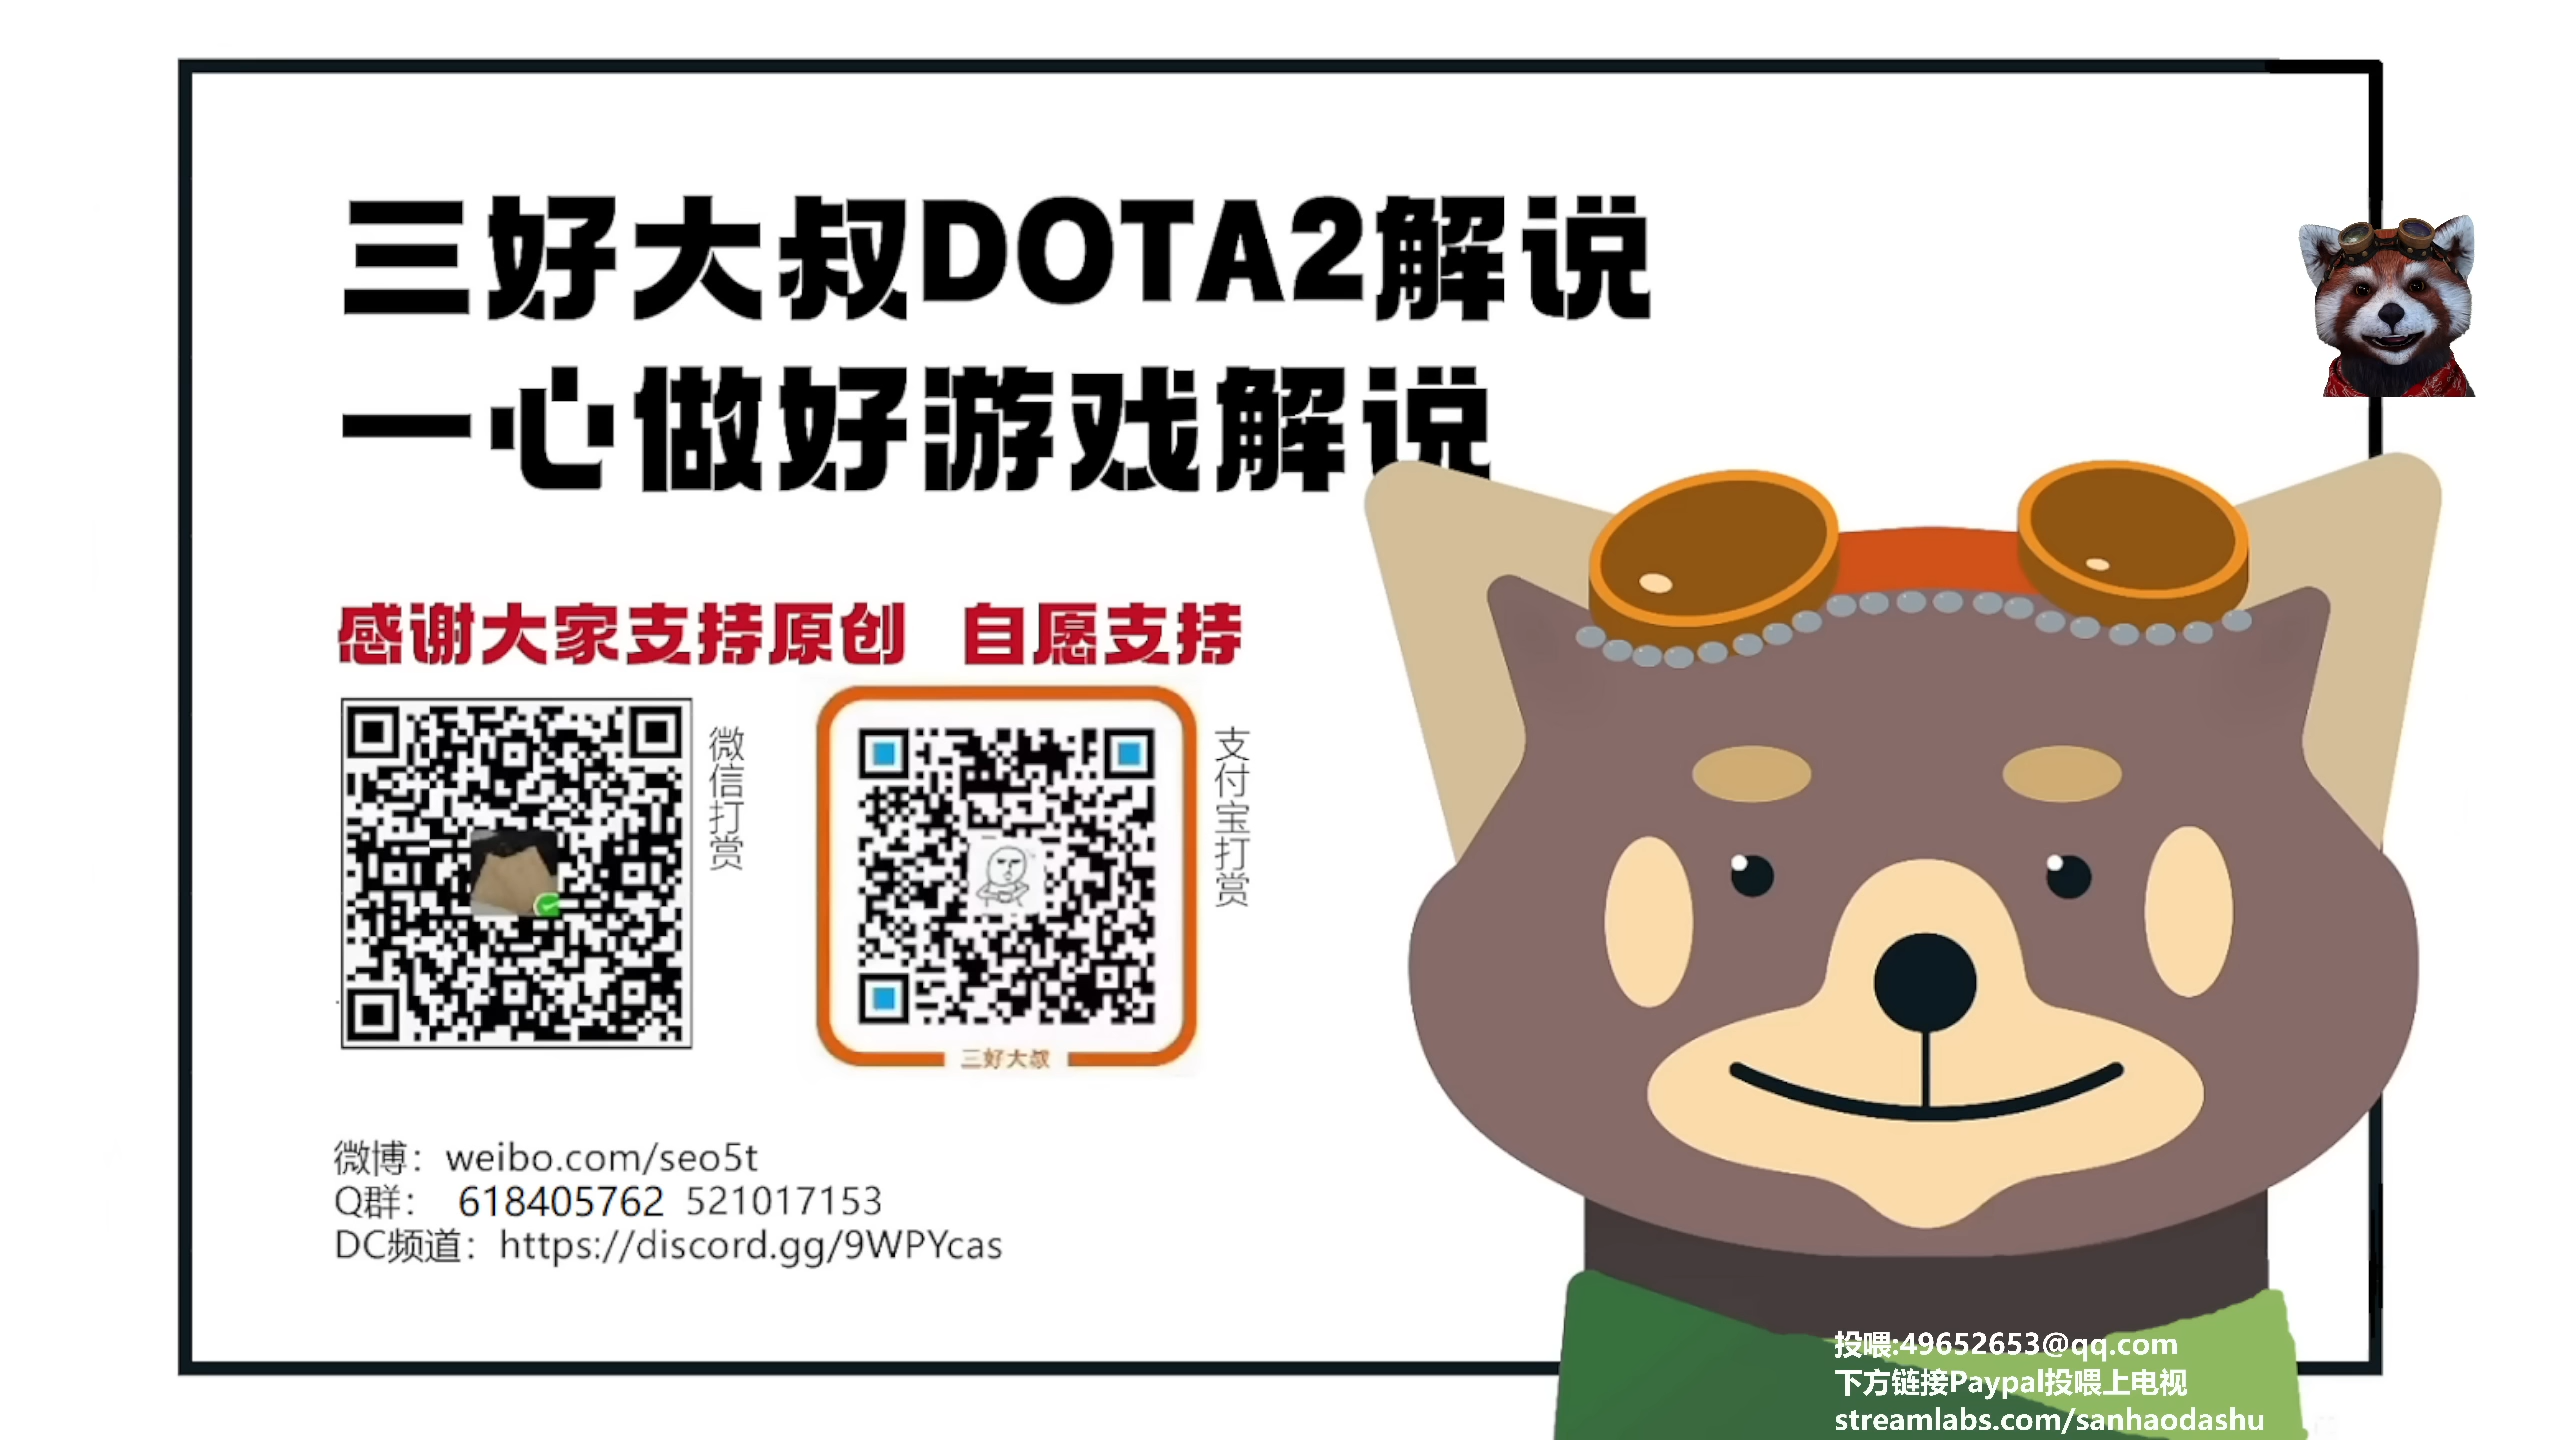 三好大叔DOTA2解说
一心做好游戏解说
感谢大家支持原创 自愿支持
微信打赏
支付宝打赏
三好大叔
微博：weibo.com/seo5t
Q群： 618405762 521017153
DC频道：https://discord.gg/9WPYcas
投喂:49652653@qq.com
下方链接Paypal投喂上电视
streamlabs.com/sanhaodashu